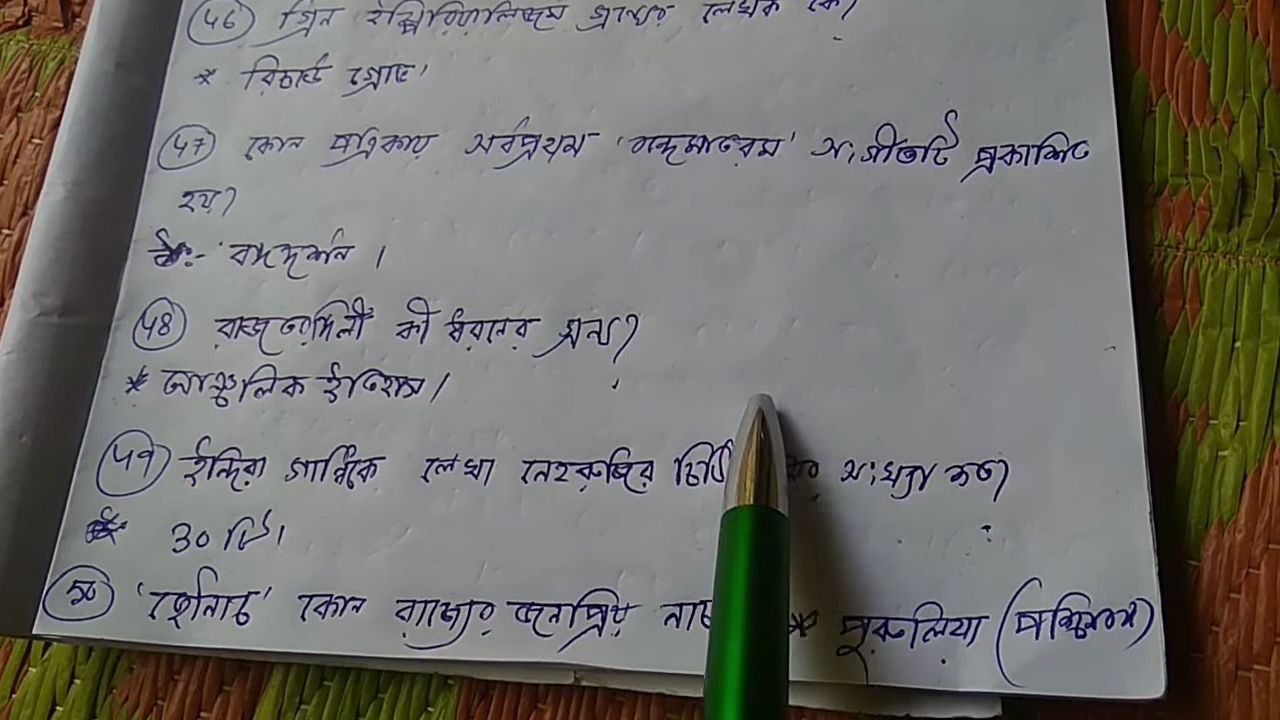 (46) গ্রিন ইম্পিরিয়ালিজম গ্রন্থের লেখক কে?
* রিচার্ড গ্রোভ।
(47) কোন পত্রিকায় সর্বপ্রথম 'বন্দেমাতরম' সংগীতটি প্রকাশিত
হয়?
উঃ- বঙ্গদর্শন।
(48) রাজতরঙ্গিনী কী ধরনের গ্রন্থ?
* আঞ্চলিক ইতিহাস।
(49) ইন্দিরা গান্ধিকে লেখা নেহরুজির সংখ্যা কত?
* 30 টি।
(50) 'ছৌনাচ' কোন রাজ্যের জনপ্রিয় * পুরুলিয়া (পশ্চিমবঙ্গ)